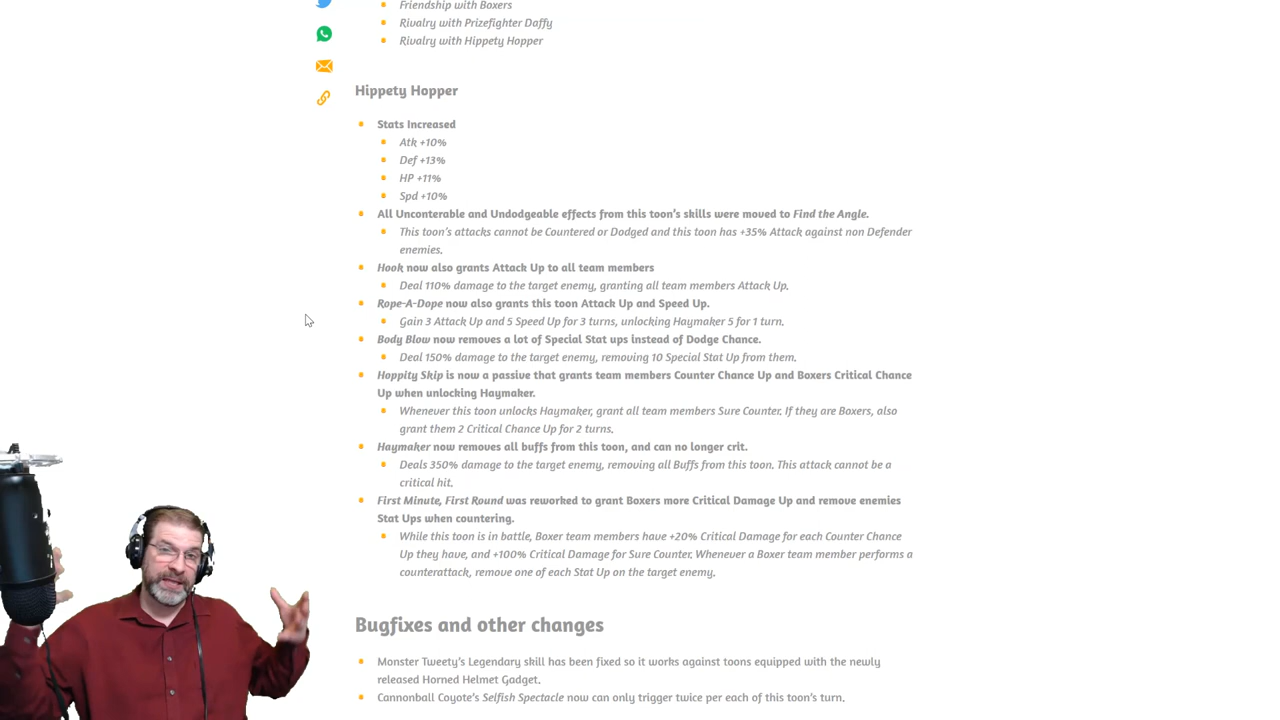 Friendship with Boxers
Rivalry with Prizefighter Daffy
Rivalry with Hippety Hopper
Hippety Hopper
Stats Increased
Atk +10%
Def +13%
HP +11%
Spd +10%
All Unconterable and Undodgeable effects from this toon's skills were moved to Find the Angle.
This toon's attacks cannot be Countered or Dodged and this toon has +35% Attack against non Defender
enemies.
Hook now also grants Attack Up to all team members
Deal 110% damage to the target enemy, granting all team members Attack Up.
Rope-A-Dope now also grants this toon Attack Up and Speed Up.
Gain 3 Attack Up and 5 Speed Up for 3 turns, unlocking Haymaker 5 for 1 turn.
Body Blow now removes a lot of Special Stat ups instead of Dodge Chance.
Deal 150% damage to the target enemy, removing 10 Special Stat Up from them.
Hoppity Skip is now a passive that grants team members Counter Chance Up and Boxers Critical Chance
Up when unlocking Haymaker.
Whenever this toon unlocks Haymaker, grant all team members Sure Counter. If they are Boxers, also
grant them 2 Critical Chance Up for 2 turns.
Haymaker now removes all buffs from this toon, and can no longer crit.
Deals 350% damage to the target enemy, removing all Buffs from this toon. This attack cannot be a
critical hit.
First Minute, First Round was reworked to grant Boxers more Critical Damage Up and remove enemies
Stat Ups when countering.
While this toon is in battle, Boxer team members have +20% Critical Damage for each Counter Chance
Up they have, and +100% Critical Damage for Sure Counter. Whenever a Boxer team member performs a
counterattack, remove one of each Stat Up on the target enemy.
Bugfixes and other changes
Monster Tweety's Legendary skill has been fixed so it works against toons equipped with the newly
released Horned Helmet Gadget.
Cannonball Coyote's Selfish Spectacle now can only trigger twice per each of this toon's turn.